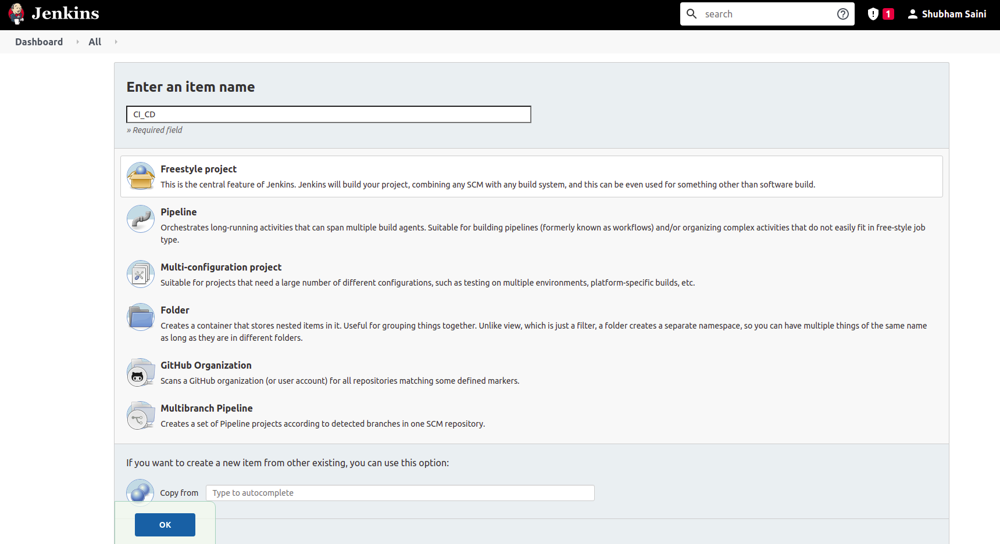 Jenkins
search
1
Shubham Saini
Dashboard
All
Enter an item name
CI_CD
» Required field
Freestyle project
This is the central feature of Jenkins. Jenkins will build your project, combining any SCM with any build system, and this can be even used for something other than software build.
Pipeline
Orchestrates long-running activities that can span multiple build agents. Suitable for building pipelines (formerly known as workflows) and/or organizing complex activities that do not easily fit in free-style job
type.
Multi-configuration project
Suitable for projects that need a large number of different configurations, such as testing on multiple environments, platform-specific builds, etc.
Folder
Creates a container that stores nested items in it. Useful for grouping things together. Unlike view, which is just a filter, a folder creates a separate namespace, so you can have multiple things of the same name
as long as they are in different folders.
GitHub Organization
Scans a GitHub organization (or user account) for all repositories matching some defined markers.
Multibranch Pipeline
Creates a set of Pipeline projects according to detected branches in one SCM repository.
If you want to create a new item from other existing, you can use this option:
Copy from
Type to autocomplete
OK